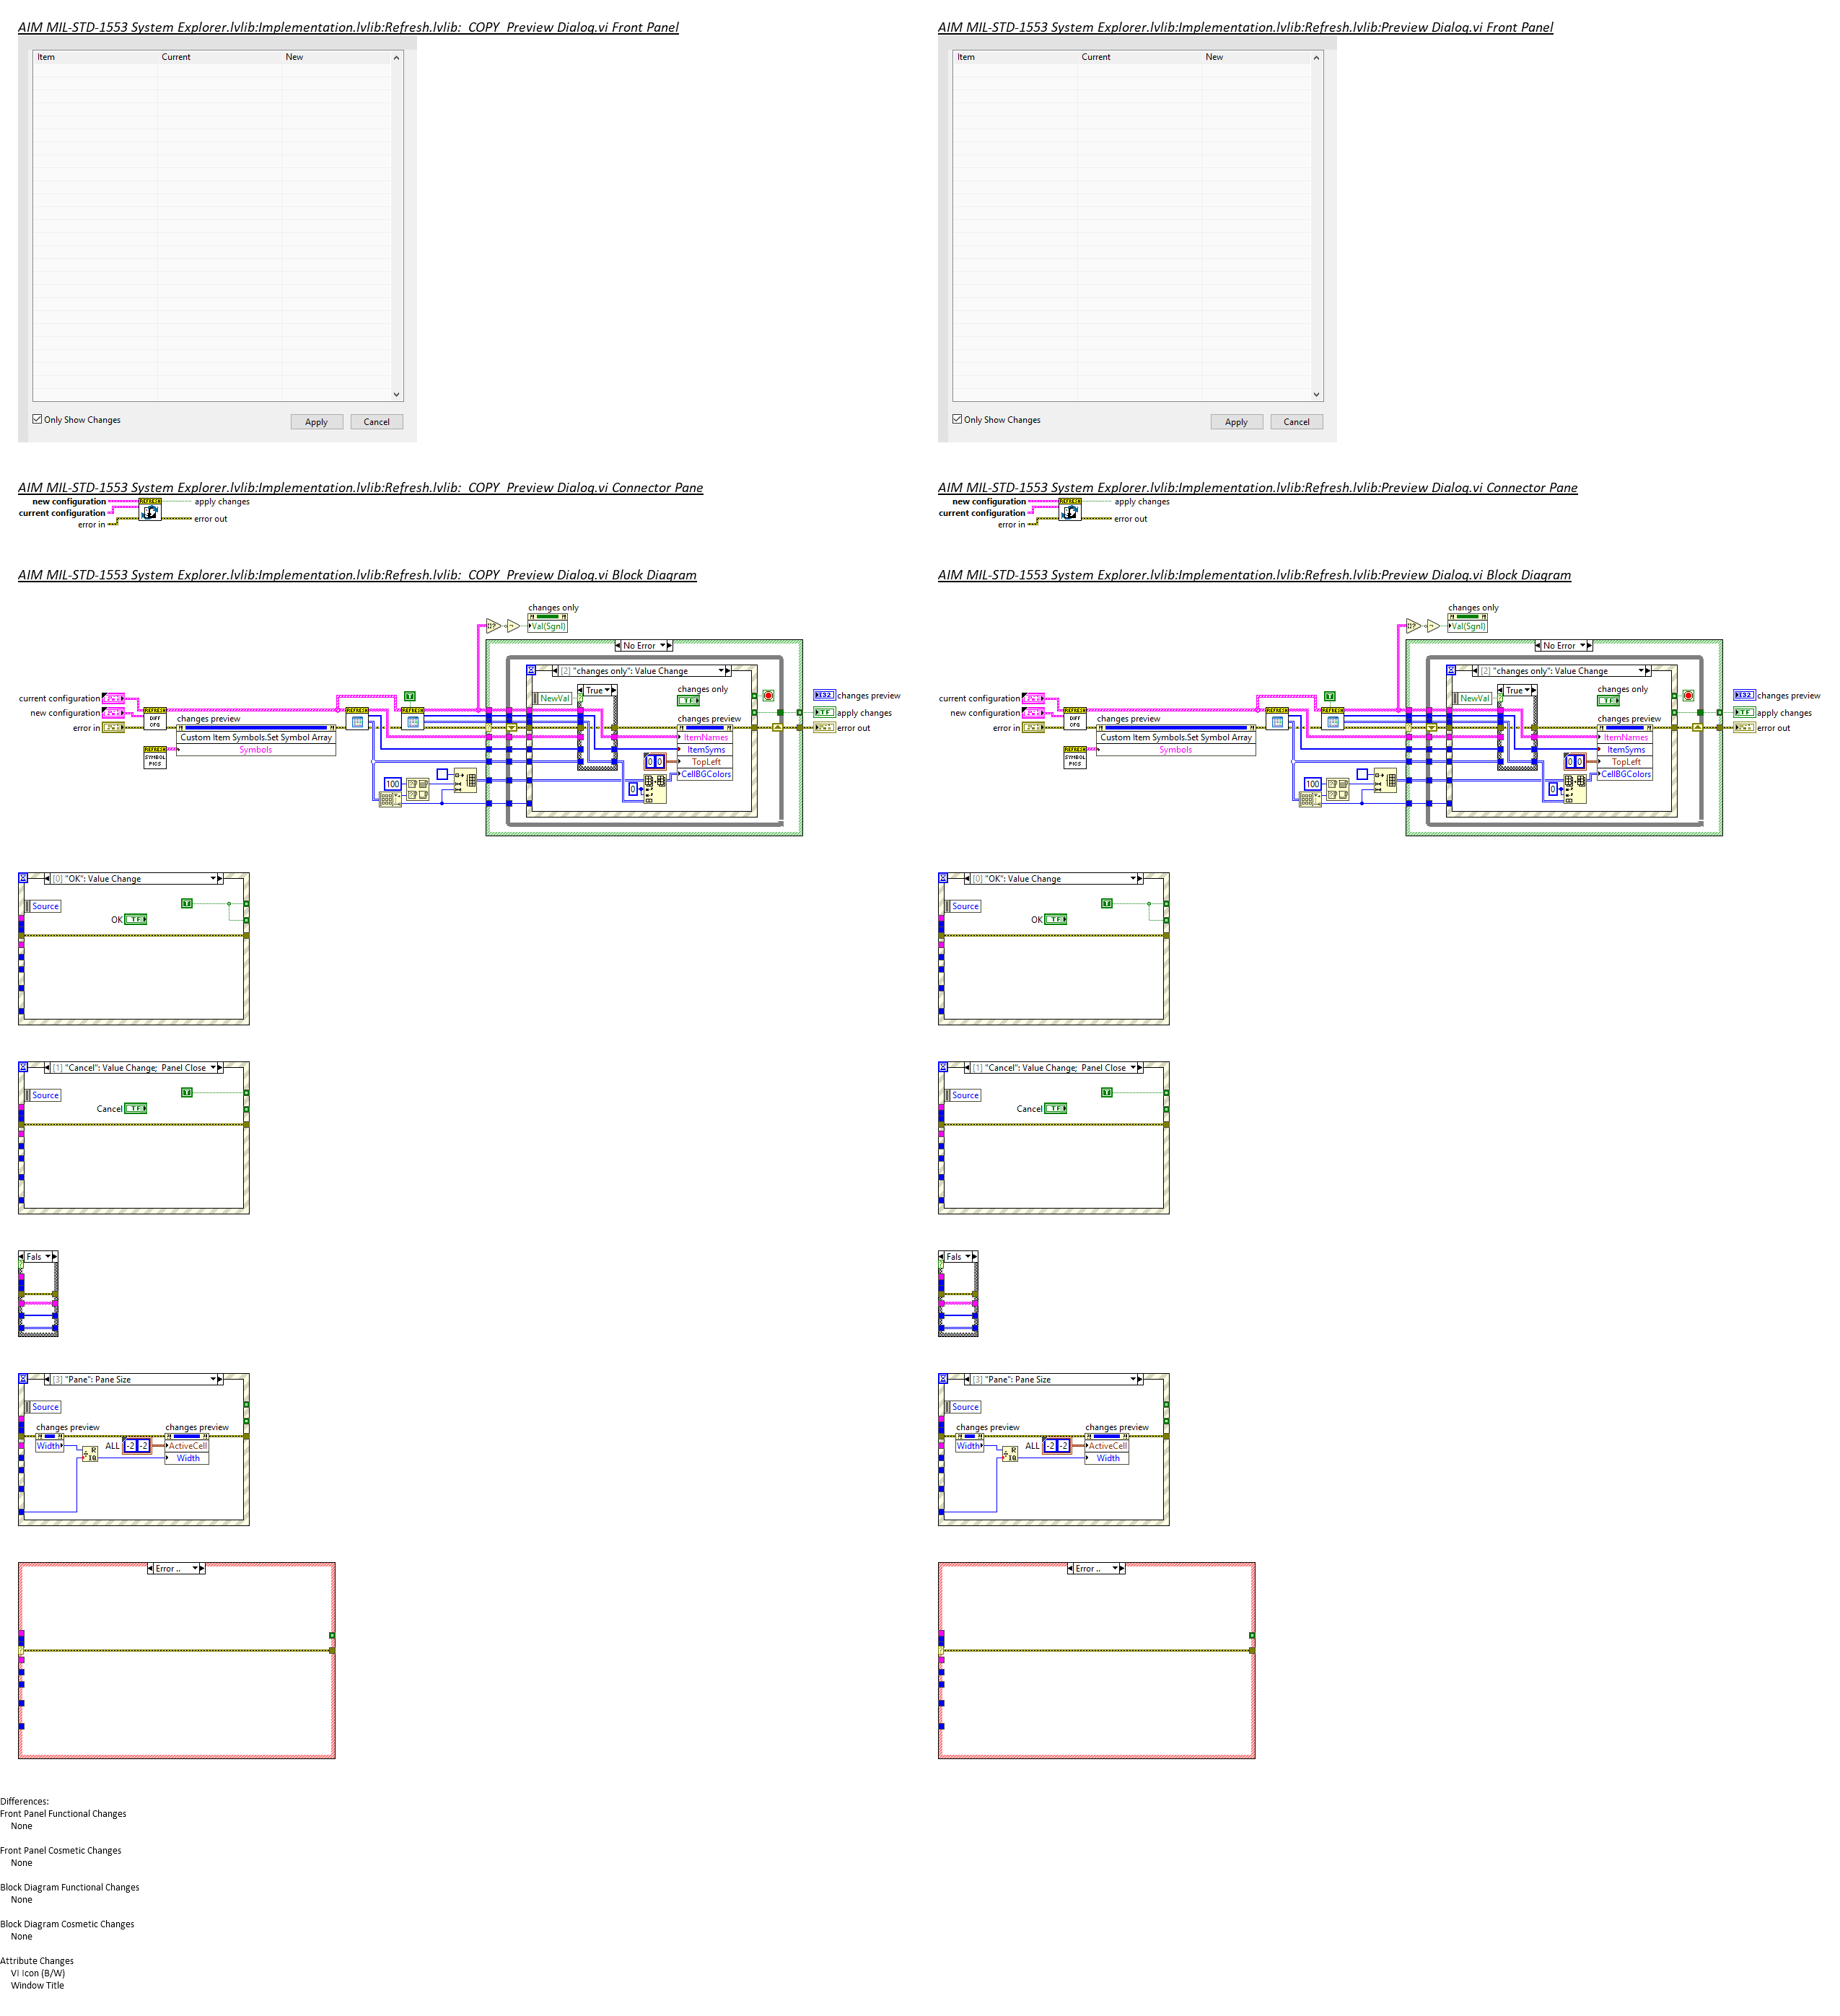 AIM MIL-STD-1553 System Explorer.lvlib:Implementation.lvlib:Refresh.lvlib:_COPY_Preview Dialog.vi Front Panel
Item Current New
Only Show Changes
Apply Cancel
AIM MIL-STD-1553 System Explorer.lvlib:Implementation.lvlib:Refresh.lvlib:Preview Dialog.vi Front Panel
Item Current New
Only Show Changes
Apply Cancel
AIM MIL-STD-1553 System Explorer.lvlib:Implementation.lvlib:Refresh.lvlib:_COPY_Preview Dialog.vi Connector Pane
new configuration
REFRESH
apply changes
current configuration
error in
error out
AIM MIL-STD-1553 System Explorer.lvlib:Implementation.lvlib:Refresh.lvlib:Preview Dialog.vi Connector Pane
new configuration
REFRESH
apply changes
current configuration
error in
error out
AIM MIL-STD-1553 System Explorer.lvlib:Implementation.lvlib:Refresh.lvlib:_COPY_Preview Dialog.vi Block Diagram
changes only
Val(Sgnl)
No Error
[2] "changes only": Value Change
True
NewVal
changes only
TF
current configuration
new configuration
error in
REFRESH
DIFF
CFG
REFRESH
SYMBOL
PICS
changes preview
Custom Item Symbols.Set Symbol Array
Symbols
REFRESH
T
REFRESH
100
changes preview
ItemNames
ItemSyms
TopLeft
CellBGColors
0 0
0
I32 changes preview
TF apply changes
error out
AIM MIL-STD-1553 System Explorer.lvlib:Implementation.lvlib:Refresh.lvlib:Preview Dialog.vi Block Diagram
changes only
Val(Sgnl)
No Error
[2] "changes only": Value Change
True
NewVal
changes only
TF
current configuration
new configuration
error in
REFRESH
DIFF
CFG
REFRESH
SYMBOL
PICS
changes preview
Custom Item Symbols.Set Symbol Array
Symbols
REFRESH
T
REFRESH
100
changes preview
ItemNames
ItemSyms
TopLeft
CellBGColors
0 0
0
I32 changes preview
TF apply changes
error out
[0] "OK": Value Change
Source
T
OK TF
[0] "OK": Value Change
Source
T
OK TF
[1] "Cancel": Value Change; Panel Close
Source
T
Cancel TF
[1] "Cancel": Value Change; Panel Close
Source
T
Cancel TF
Fals
Fals
[3] "Pane": Pane Size
Source
changes preview
Width
R
IQ
ALL -2 -2
changes preview
ActiveCell
Width
[3] "Pane": Pane Size
Source
changes preview
Width
R
IQ
ALL -2 -2
changes preview
ActiveCell
Width
Error ..
Error ..
Differences:
Front Panel Functional Changes
None
Front Panel Cosmetic Changes
None
Block Diagram Functional Changes
None
Block Diagram Cosmetic Changes
None
Attribute Changes
VI Icon (B/W)
Window Title